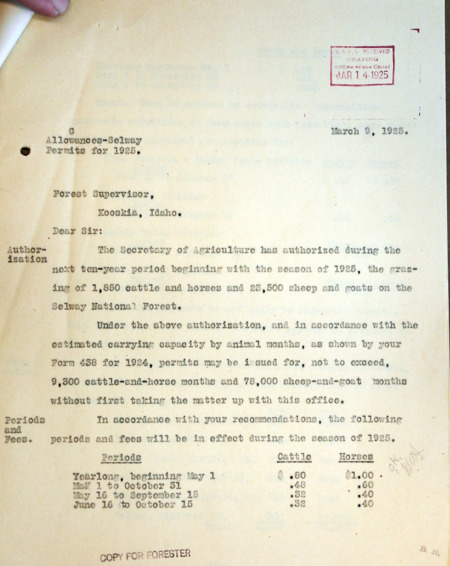 RECEIVED
GRAZING
Office of the Chief
MAR 14 1925
G
Allowances-Selway
Permits for 1925.
March 9, 1925.
Forest Supervisor,
Kooskia, Idaho.
Dear Sir:
Author-
ization
The Secretary of Agriculture has authorized during the
next ten-year period beginning with the season of 1925, the graz-
ing of 1,850 cattle and horses and 23,500 sheep and goats on the
Selway National Forest.
Under the above authorization, and in accordance with the
estimated carrying capacity by animal months, as shown by your
Form 438 for 1924, permits may be issued for, not to exceed,
9,300 cattle-and-horse months and 78,000 sheep-and-goat months
without first taking the matter up with this office.
Periods
and
Fees.
In accordance with your recommendations, the following
periods and fees will be in effect during the season of 1925.
Periods Cattle Horses
Yearlong, beginning May 1 $ .80 $1.00
May 1 to October 31 .48 .60
May 16 to September 15 .32 .40
June 16 to October 15 .32 .40
COPY FOR FORESTER